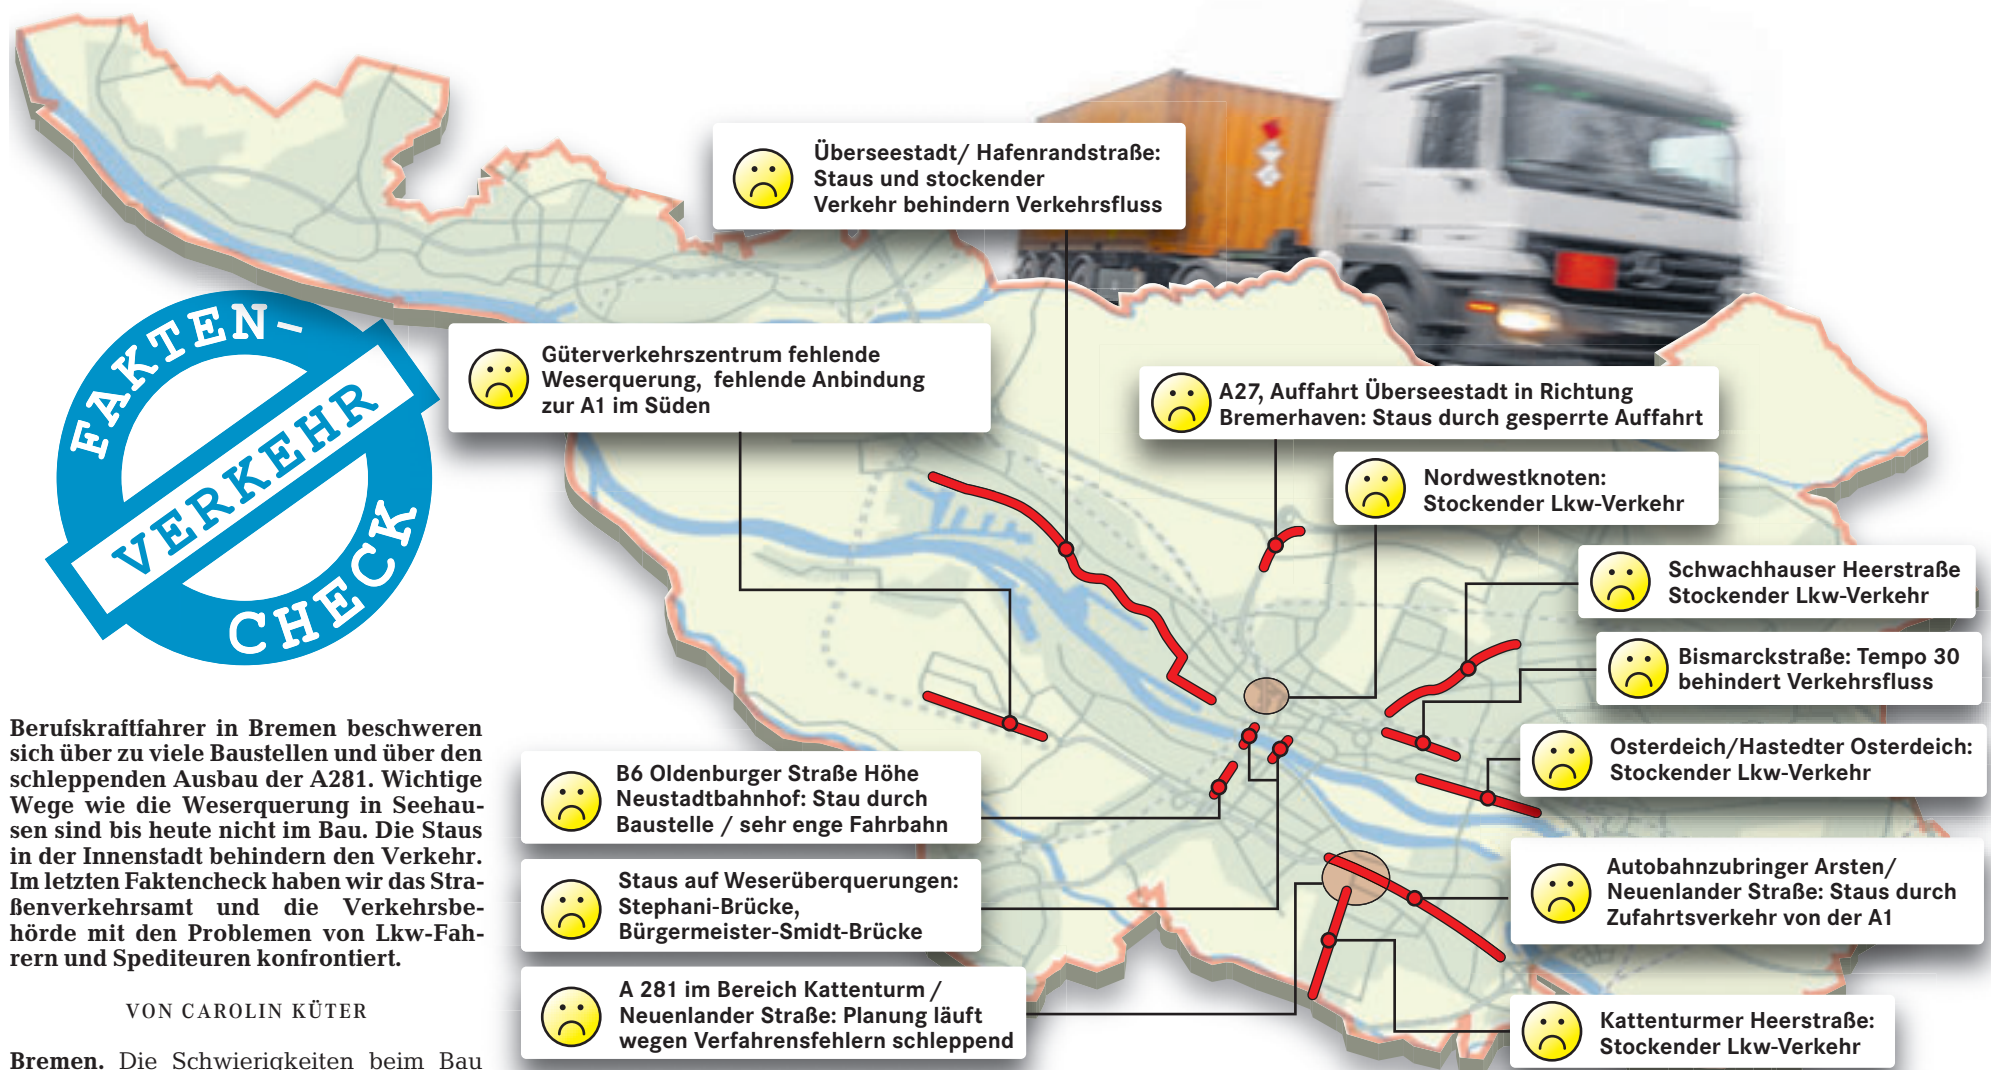 Überseestadt/ Hafenrandstraße:
Staus und stockender
Verkehr behindern Verkehrsfluss
Güterverkehrszentrum fehlende
Weserquerung, fehlende Anbindung
zur A1 im Süden
A27, Auffahrt Überseestadt in Richtung
Bremerhaven: Staus durch gesperrte Auffahrt
Nordwestknoten:
Stockender Lkw-Verkehr
Schwachhauser Heerstraße
Stockender Lkw-Verkehr
Bismarckstraße: Tempo 30
behindert Verkehrsfluss
Osterdeich/Hastedter Osterdeich:
Stockender Lkw-Verkehr
Autobahnzubringer Arsten/
Neuenlander Straße: Staus durch
Zufahrtsverkehr von der A1
Kattenturmer Heerstraße:
Stockender Lkw-Verkehr
B6 Oldenburger Straße Höhe
Neustadtbahnhof: Stau durch
Baustelle / sehr enge Fahrbahn
Staus auf Weserüberquerungen:
Stephani-Brücke,
Bürgermeister-Smidt-Brücke
A 281 im Bereich Kattenturm /
Neuenlander Straße: Planung läuft
wegen Verfahrensfehlern schleppend
FAKTEN-
VERKEHR
CHECK
Berufskraftfahrer in Bremen beschweren
sich über zu viele Baustellen und über den
schleppenden Ausbau der A281. Wichtige
Wege wie die Weserquerung in Seehau-
sen sind bis heute nicht im Bau. Die Staus
in der Innenstadt behindern den Verkehr.
Im letzten Faktencheck haben wir das Stra-
ßenverkehrsamt und die Verkehrsbe-
hörde mit den Problemen von Lkw-Fah-
rern und Spediteuren konfrontiert.
VON CAROLIN KÜTER
Bremen. Die Schwierigkeiten beim Bau